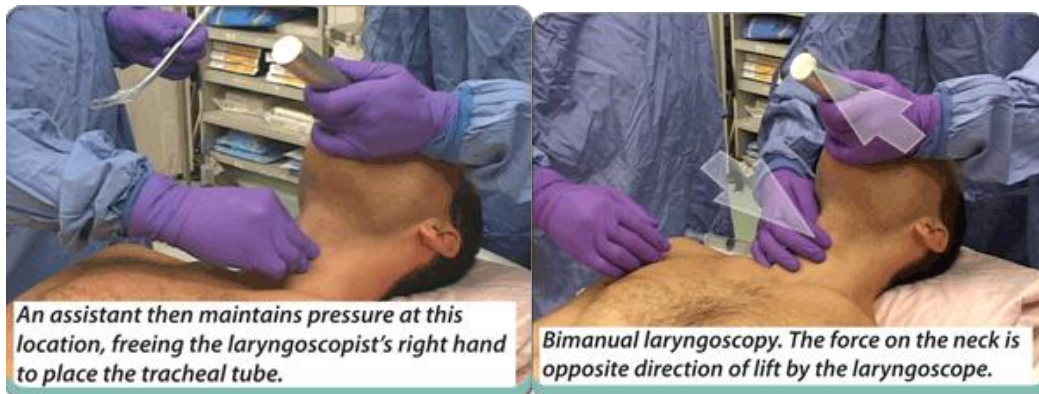 An assistant then maintains pressure at this
location, freeing the laryngoscopist's right hand
to place the tracheal tube.
Bimanual laryngoscopy. The force on the neck is
opposite direction of lift by the laryngoscope.